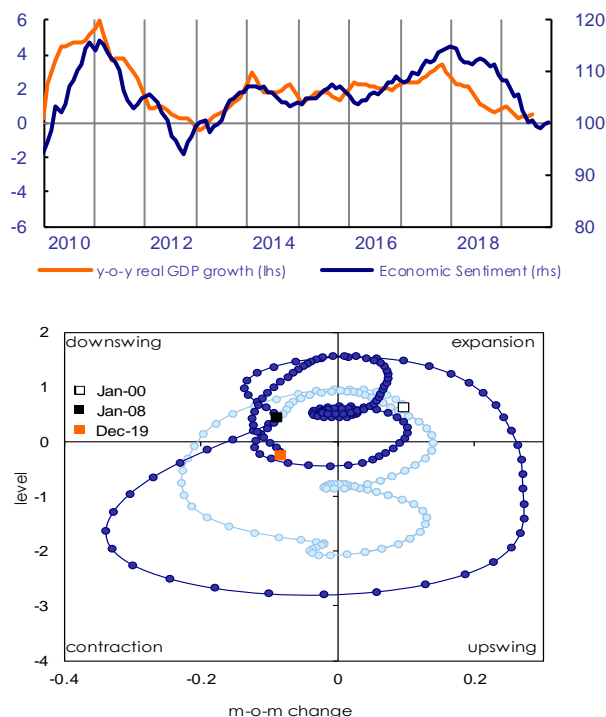 6 120
4 110
2
0 100
-2
-4 90
-6 80
2010 2012 2014 2016 2018
y-o-y real GDP growth (lhs) Economic Sentiment (rhs)
2
downswing expansion
Jan-00
1
Jan-08
Dec-19
0
level
-1
-2
-3
contraction upswing
-4
-0.4 -0.2 0 0.2
m-o-m change